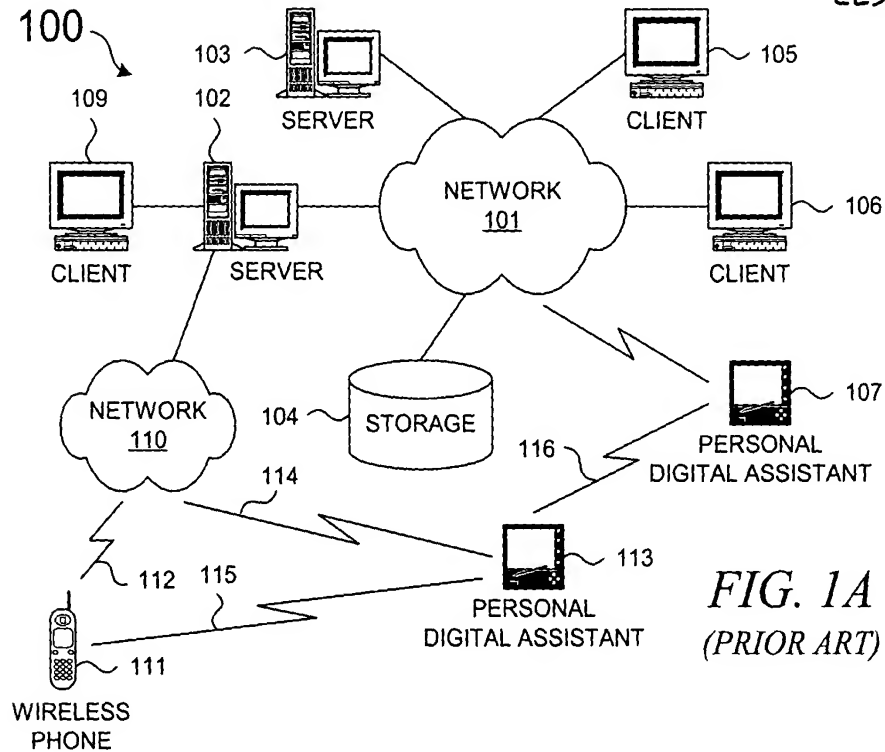 100
103
SERVER
105
CLIENT
109
CLIENT
102
SERVER
NETWORK
101
106
CLIENT
NETWORK
110
104
STORAGE
107
PERSONAL
DIGITAL ASSISTANT
116
114
112
115
113
PERSONAL
DIGITAL ASSISTANT
111
WIRELESS
PHONE
FIG. 1A
(PRIOR ART)